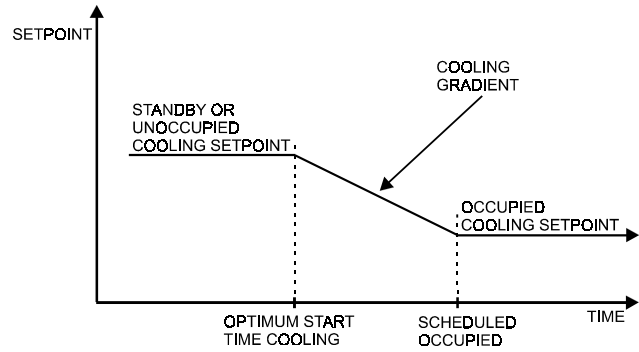 SETPOINT
COOLING
GRADIENT
STANDBY OR
UNOCCUPIED
COOLING SETPOINT
OCCUPIED
COOLING SETPOINT
TIME
OPTIMUM START
TIME COOLING
SCHEDULED
OCCUPIED